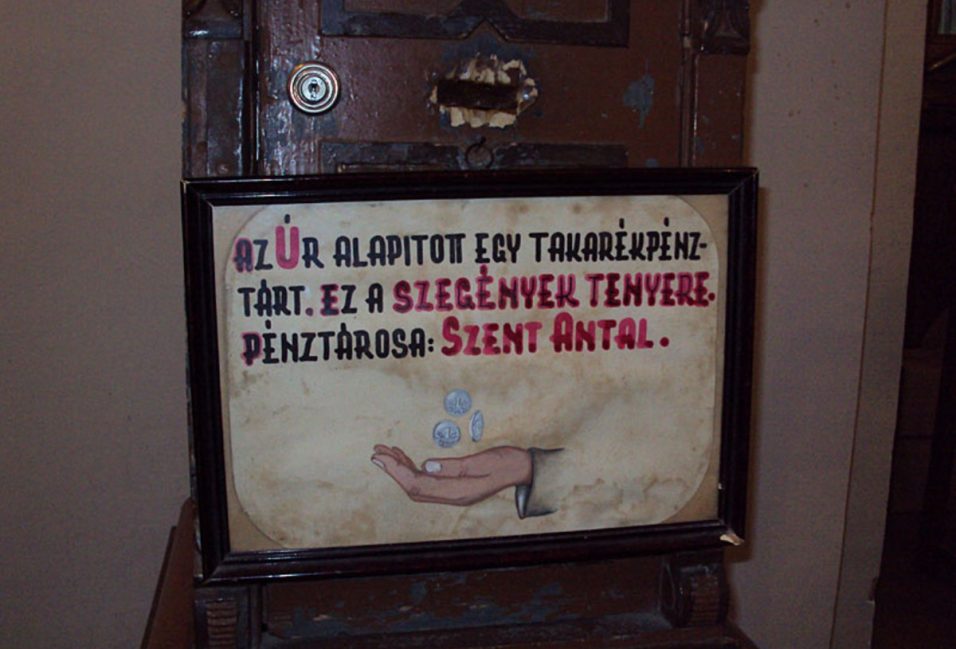 AZ ÚR ALAPITOTT EGY TAKARÉKPÉNZ-
TÁRT. EZ A SZEGÉNYEK TENYERE.
PÉNZTÁROSA: SZENT ANTAL.